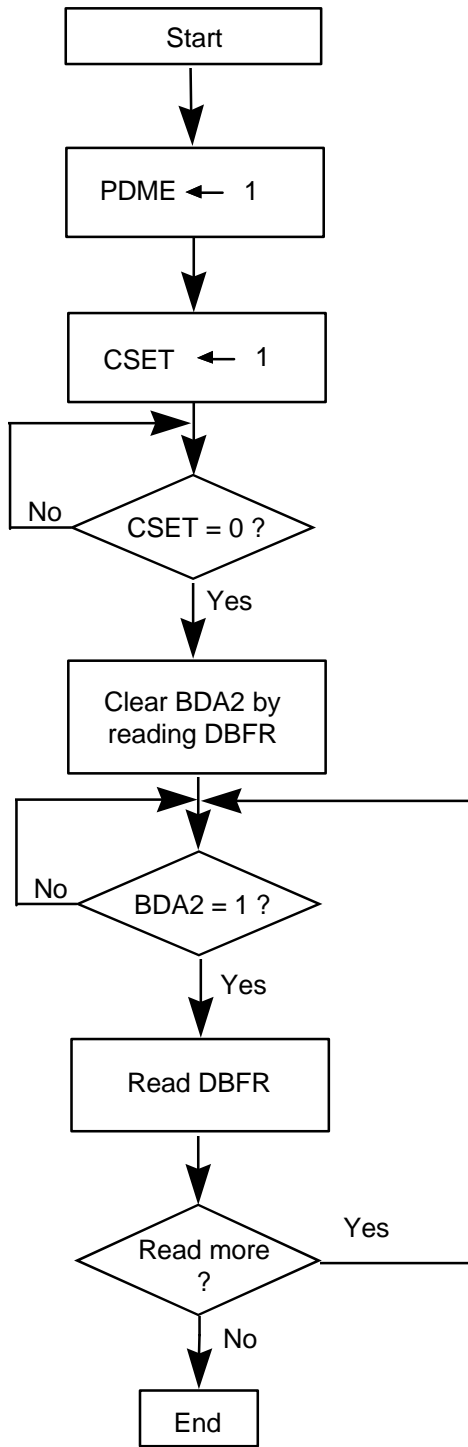 Start
PDME ← 1
CSET ← 1
No
CSET = 0 ?
Yes
Clear BDA2 by
reading DBFR
No
BDA2 = 1 ?
Yes
Read DBFR
Yes
Read more
?
No
End